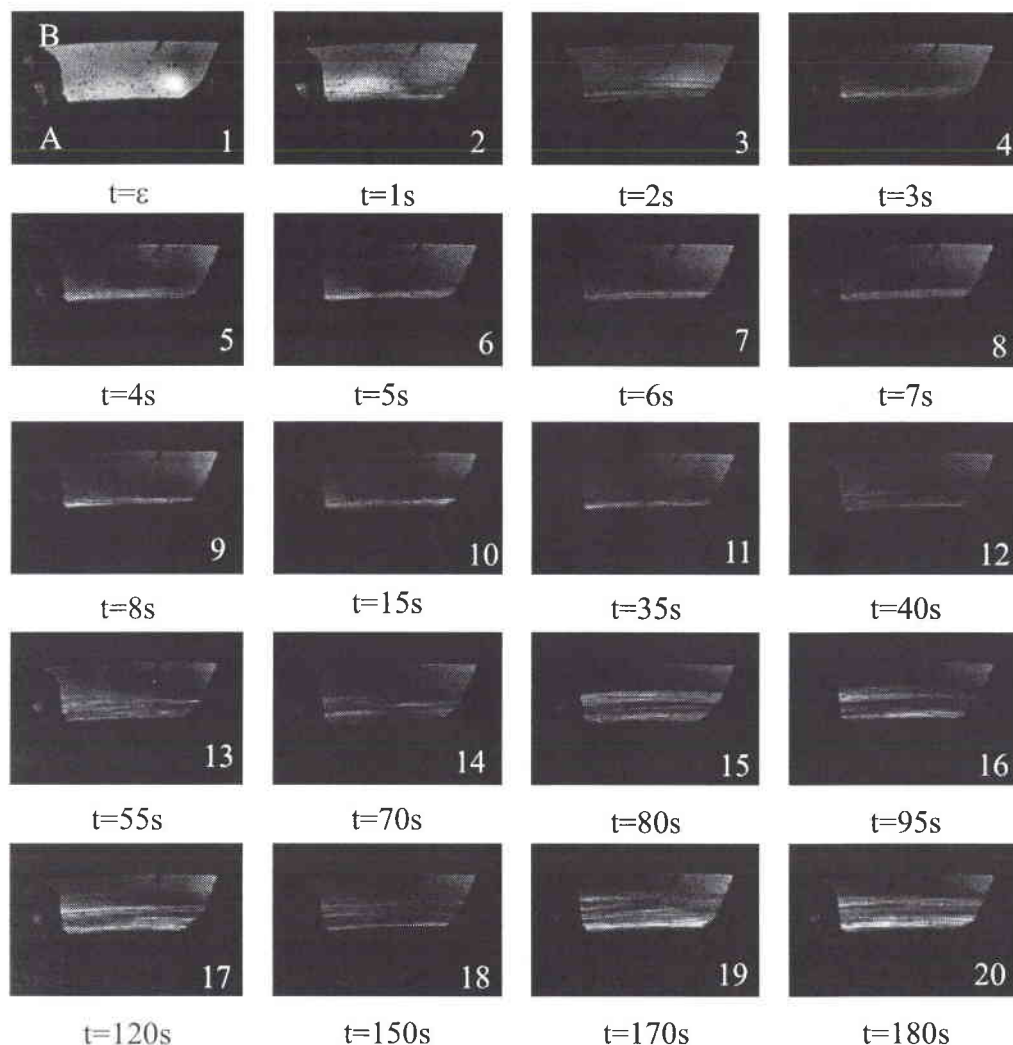 B
A
1 2 3 4
t=ε t=1s t=2s t=3s
5 6 7 8
t=4s t=5s t=6s t=7s
9 10 11 12
t=8s t=15s t=35s t=40s
13 14 15 16
t=55s t=70s t=80s t=95s
17 18 19 20
t=120s t=150s t=170s t=180s